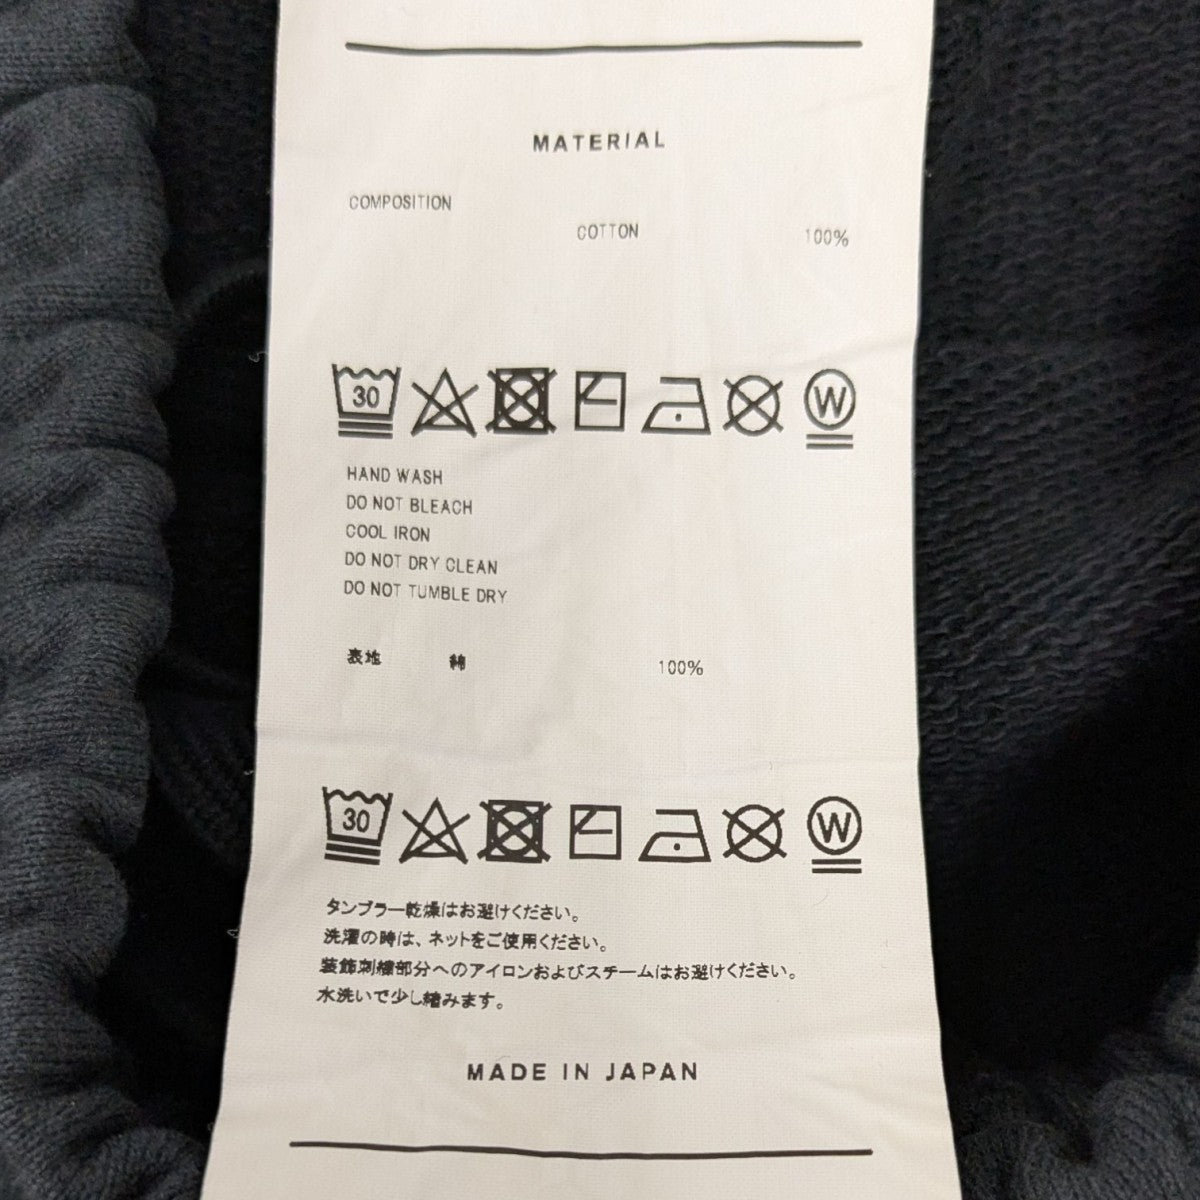 MATERIAL
COMPOSITION
COTTON 100%
30 W
HAND WASH
DO NOT BLEACH
COOL IRON
DO NOT DRY CLEAN
DO NOT TUMBLE DRY
表地 綿 100%
30 W
タンブラー乾燥はお避けください。
洗濯の時は、ネットをご使用ください。
装飾刺繍部分へのアイロンおよびスチームはお避けください。
水洗いで少し縮みます。
MADE IN JAPAN